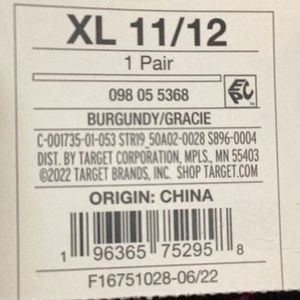 XL 11/12
1 Pair
098 05 5368
EPC
BURGUNDY/GRACIE
C-001735-01-053 STR19_50A02-0028 S896-0004
DIST. BY TARGET CORPORATION, MPLS., MN 55403
©2022 TARGET BRANDS, INC. SHOP TARGET.COM
ORIGIN: CHINA
1 96365 75295 8
F16751028-06/22